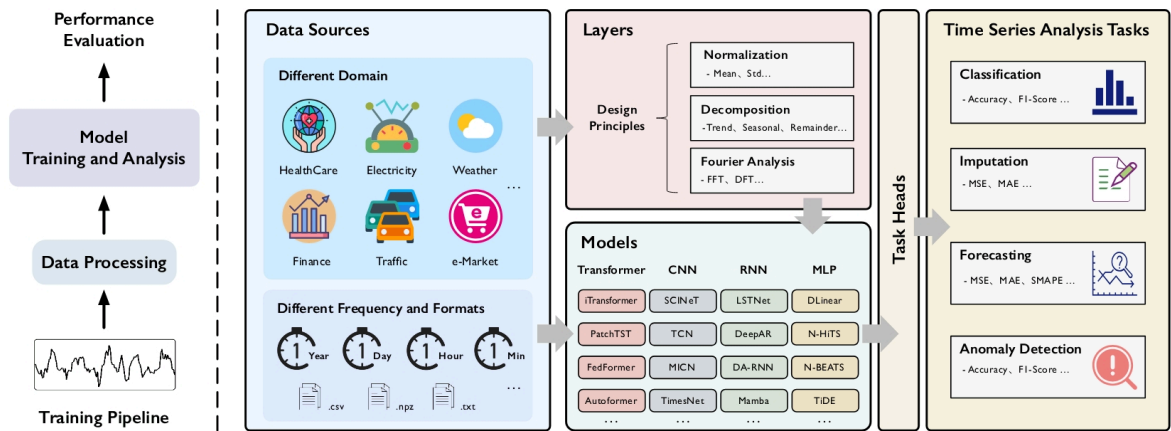 Performance
Evaluation
Model
Training and Analysis
Data Processing
Training Pipeline
Data Sources
Different Domain
HealthCare
Electricity
Weather
...
Finance
Traffic
e
e-Market
Different Frequency and Formats
1 Year
1 Day
1 Hour
1 Min
...
.csv
.npz
.txt
Layers
Design
Principles
Normalization
- Mean、Std...
Decomposition
-Trend、Seasonal、Remainder...
Fourier Analysis
- FFT、DFT...
Models
Transformer CNN RNN MLP
iTransformer SCINeT LSTNet DLinear
PatchTST TCN DeepAR N-HiTS
FedFormer MICN DA-RNN N-BEATS
Autoformer TimesNet Mamba TiDE
... ... ... ...
Task Heads
Time Series Analysis Tasks
Classification
- Accuracy、F1-Score ...
Imputation
- MSE、MAE ...
Forecasting
- MSE、MAE、SMAPE ...
Anomaly Detection
- Accuracy、F1-Score ...